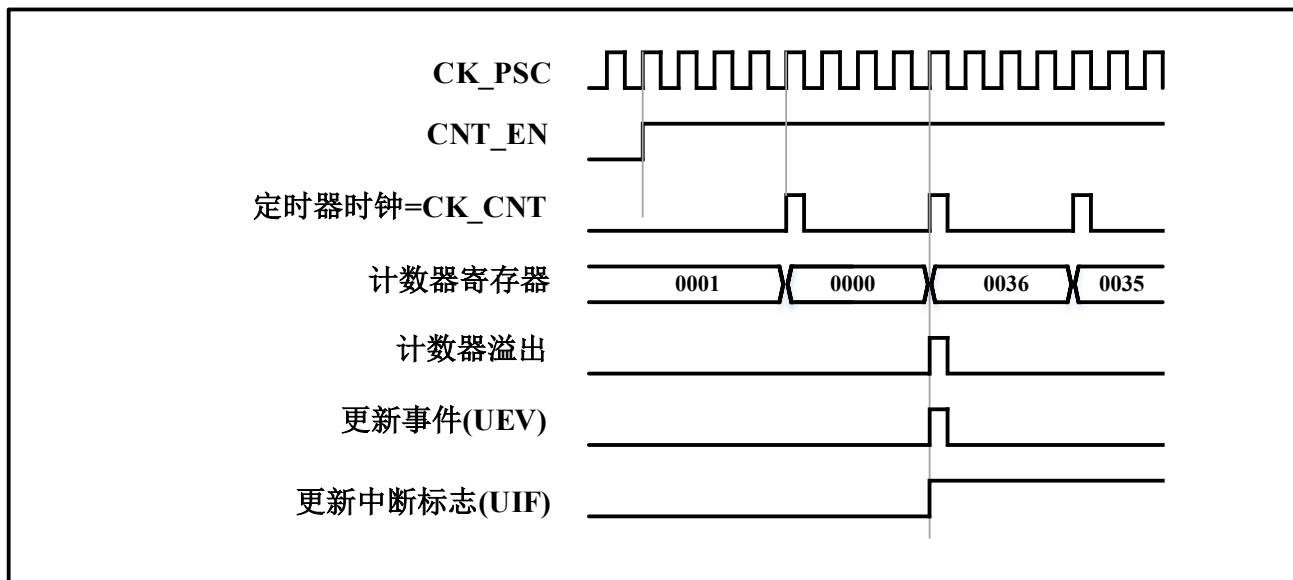 CK_PSC
CNT_EN
定时器时钟=CK_CNT
计数器寄存器
0001 0000 0036 0035
计数器溢出
更新事件(UEV)
更新中断标志(UIF)